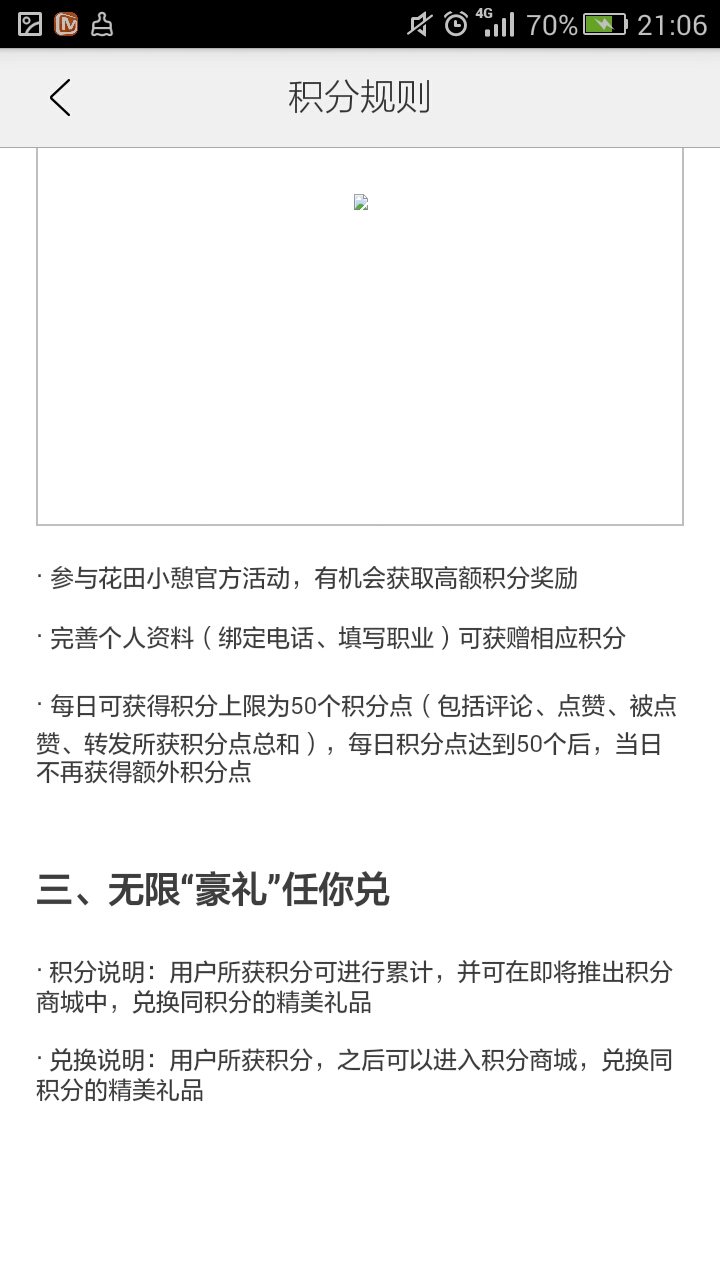 4G 70% 21:06
积分规则
· 参与花田小憩官方活动，有机会获取高额积分奖励
· 完善个人资料（绑定电话、填写职业）可获赠相应积分
· 每日可获得积分上限为50个积分点（包括评论、点赞、被点
赞、转发所获积分点总和），每日积分点达到50个后，当日
不再获得额外积分点
三、无限“豪礼”任你兑
· 积分说明：用户所获积分可进行累计，并可在即将推出积分
商城中，兑换同积分的精美礼品
· 兑换说明：用户所获积分，之后可以进入积分商城，兑换同
积分的精美礼品